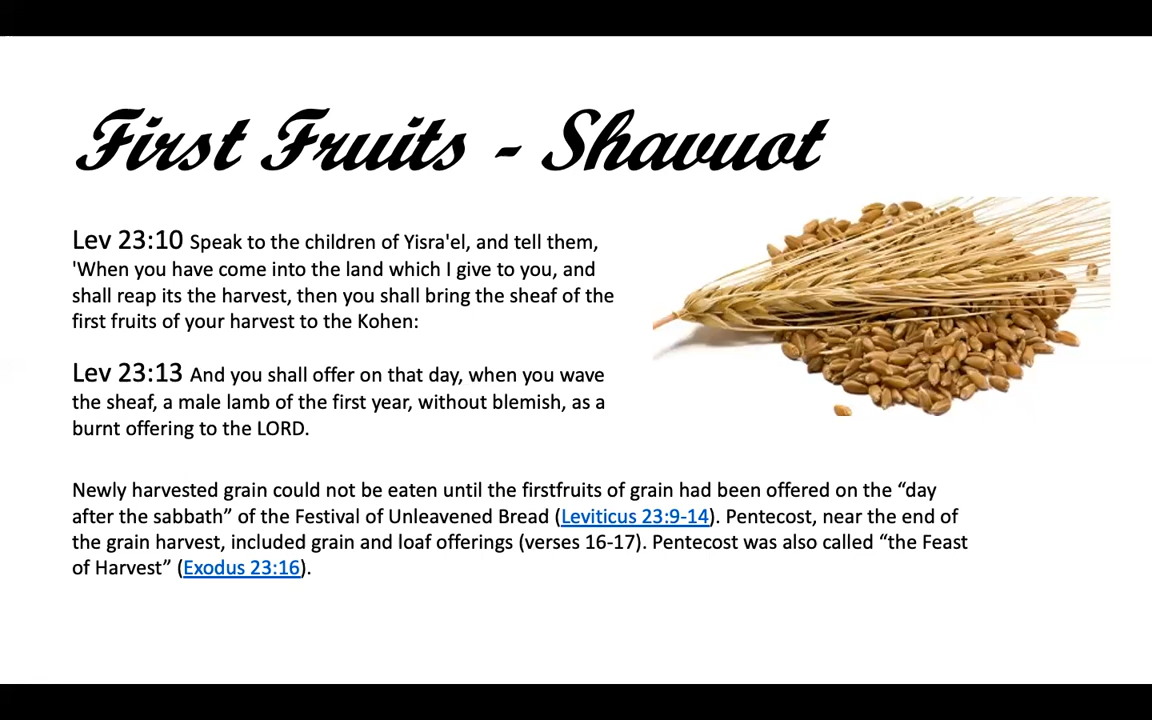 First Fruits - Shavuot
Lev 23:10 Speak to the children of Yisra'el, and tell them,
'When you have come into the land which I give to you, and
shall reap its the harvest, then you shall bring the sheaf of the
first fruits of your harvest to the Kohen:
Lev 23:13 And you shall offer on that day, when you wave
the sheaf, a male lamb of the first year, without blemish, as a
burnt offering to the LORD.
Newly harvested grain could not be eaten until the firstfruits of grain had been offered on the “day
after the sabbath” of the Festival of Unleavened Bread (Leviticus 23:9-14). Pentecost, near the end of
the grain harvest, included grain and loaf offerings (verses 16-17). Pentecost was also called “the Feast
of Harvest” (Exodus 23:16).